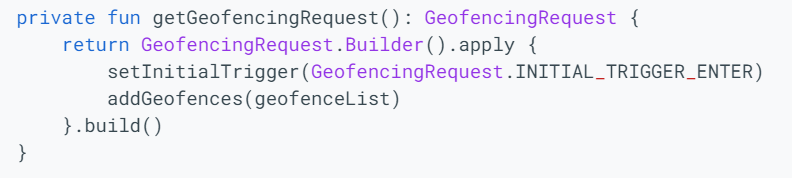 private fun getGeofencingRequest(): GeofencingRequest {
    return GeofencingRequest.Builder().apply {
        setInitialTrigger(GeofencingRequest.INITIAL_TRIGGER_ENTER)
        addGeofences(geofenceList)
    }.build()
}